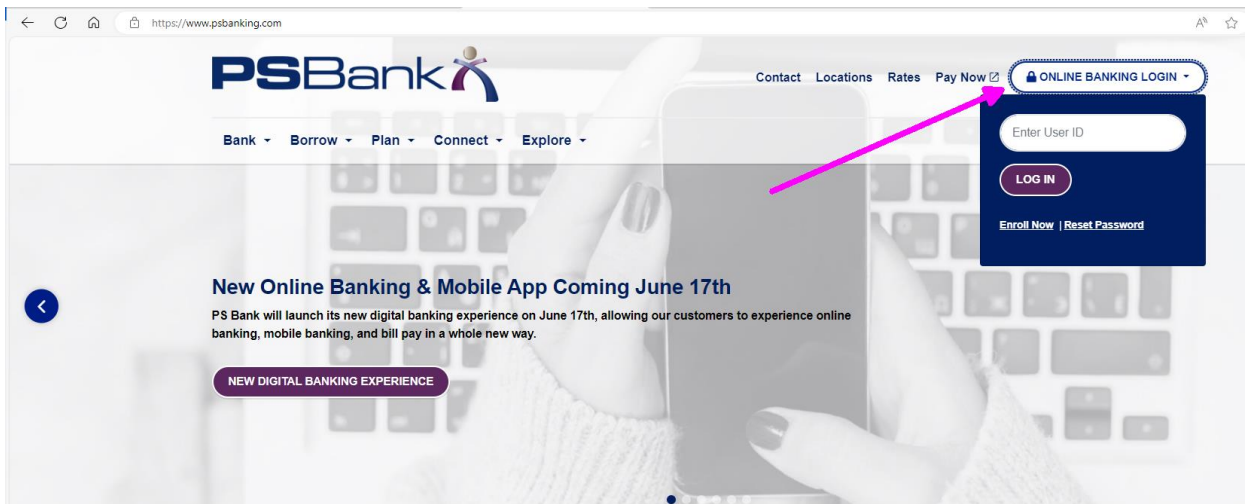 https://www.psbanking.com
PSBank
Contact Locations Rates Pay Now ONLINE BANKING LOGIN
Enter User ID
Bank Borrow Plan Connect Explore
LOG IN
Enroll Now | Reset Password
New Online Banking & Mobile App Coming June 17th
PS Bank will launch its new digital banking experience on June 17th, allowing our customers to experience online
banking, mobile banking, and bill pay in a whole new way.
NEW DIGITAL BANKING EXPERIENCE